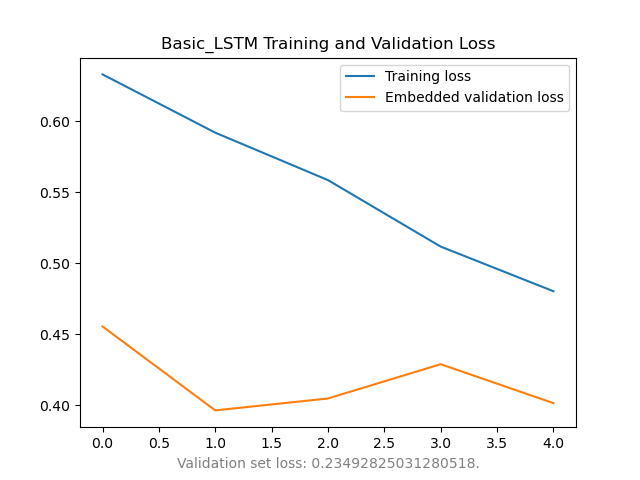 Basic_LSTM Training and Validation Loss
Training loss
Embedded validation loss
0.60
0.55
0.50
0.45
0.40
0.0 0.5 1.0 1.5 2.0 2.5 3.0 3.5 4.0
Validation set loss: 0.23492825031280518.